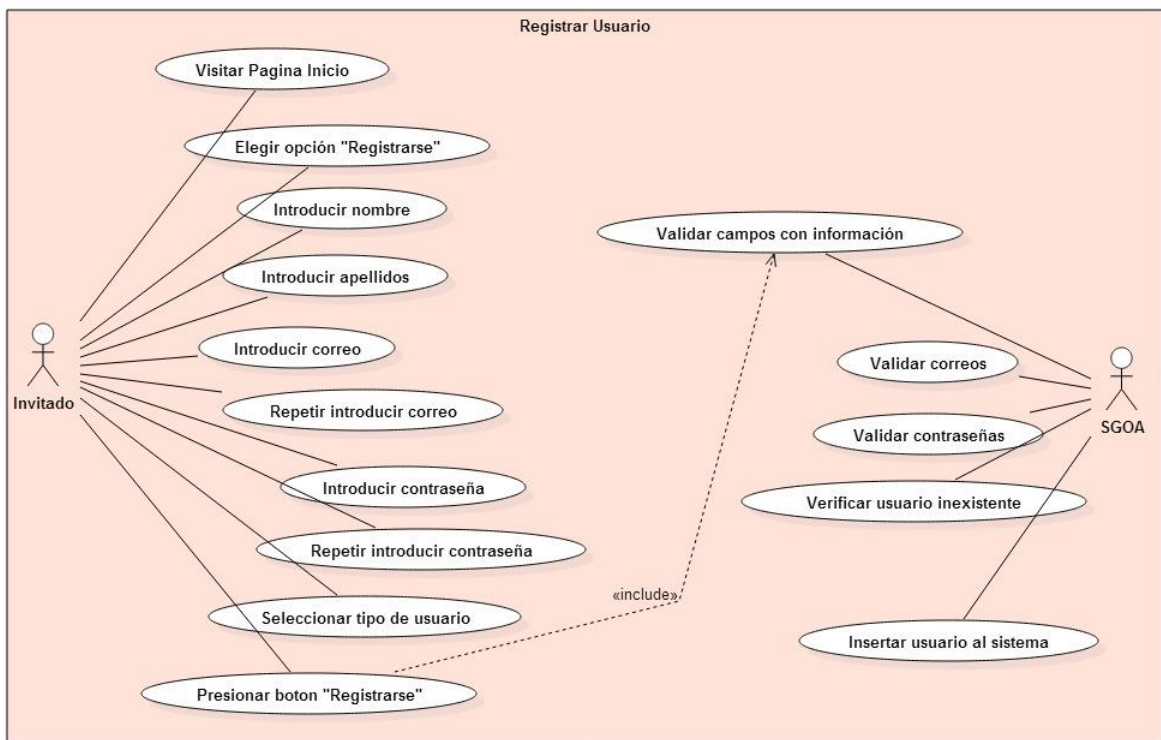 Registrar Usuario
Visitar Pagina Inicio
Elegir opción "Registrarse"
Introducir nombre
Validar campos con información
Introducir apellidos
Introducir correo
Validar correos
Invitado
Repetir introducir correo
SGOA
Validar contraseñas
Introducir contraseña
Verificar usuario inexistente
Repetir introducir contraseña
«include»
Seleccionar tipo de usuario
Insertar usuario al sistema
Presionar boton "Registrarse"